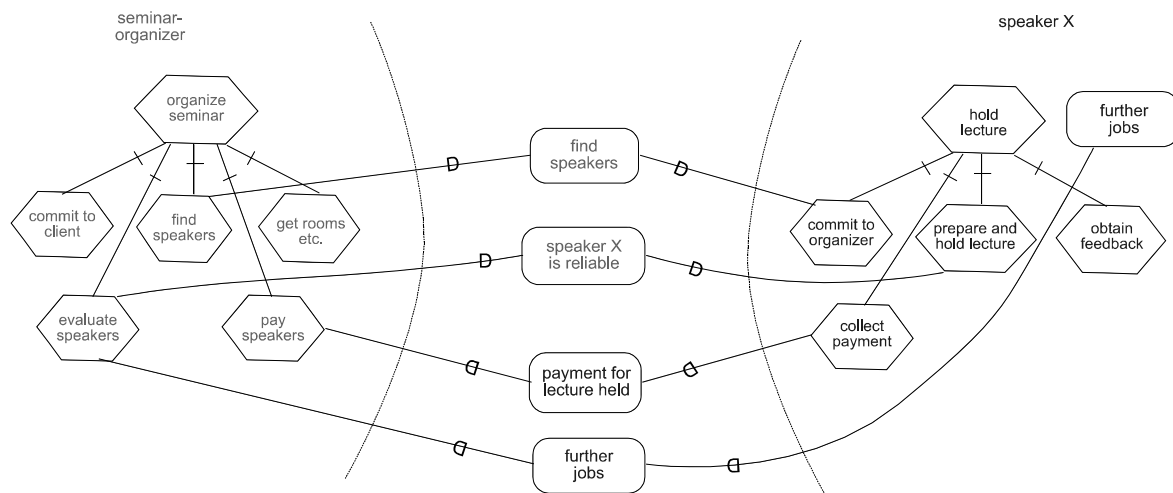 seminar-
organizer
speaker X
organize
seminar
hold
lecture
further
jobs
find
speakers
D
D
commit to
client
find
speakers
get rooms
etc.
commit to
organizer
prepare and
hold lecture
obtain
feedback
speaker X
is reliable
D
D
evaluate
speakers
pay
speakers
collect
payment
D
payment for
lecture held
D
D
further
jobs
D